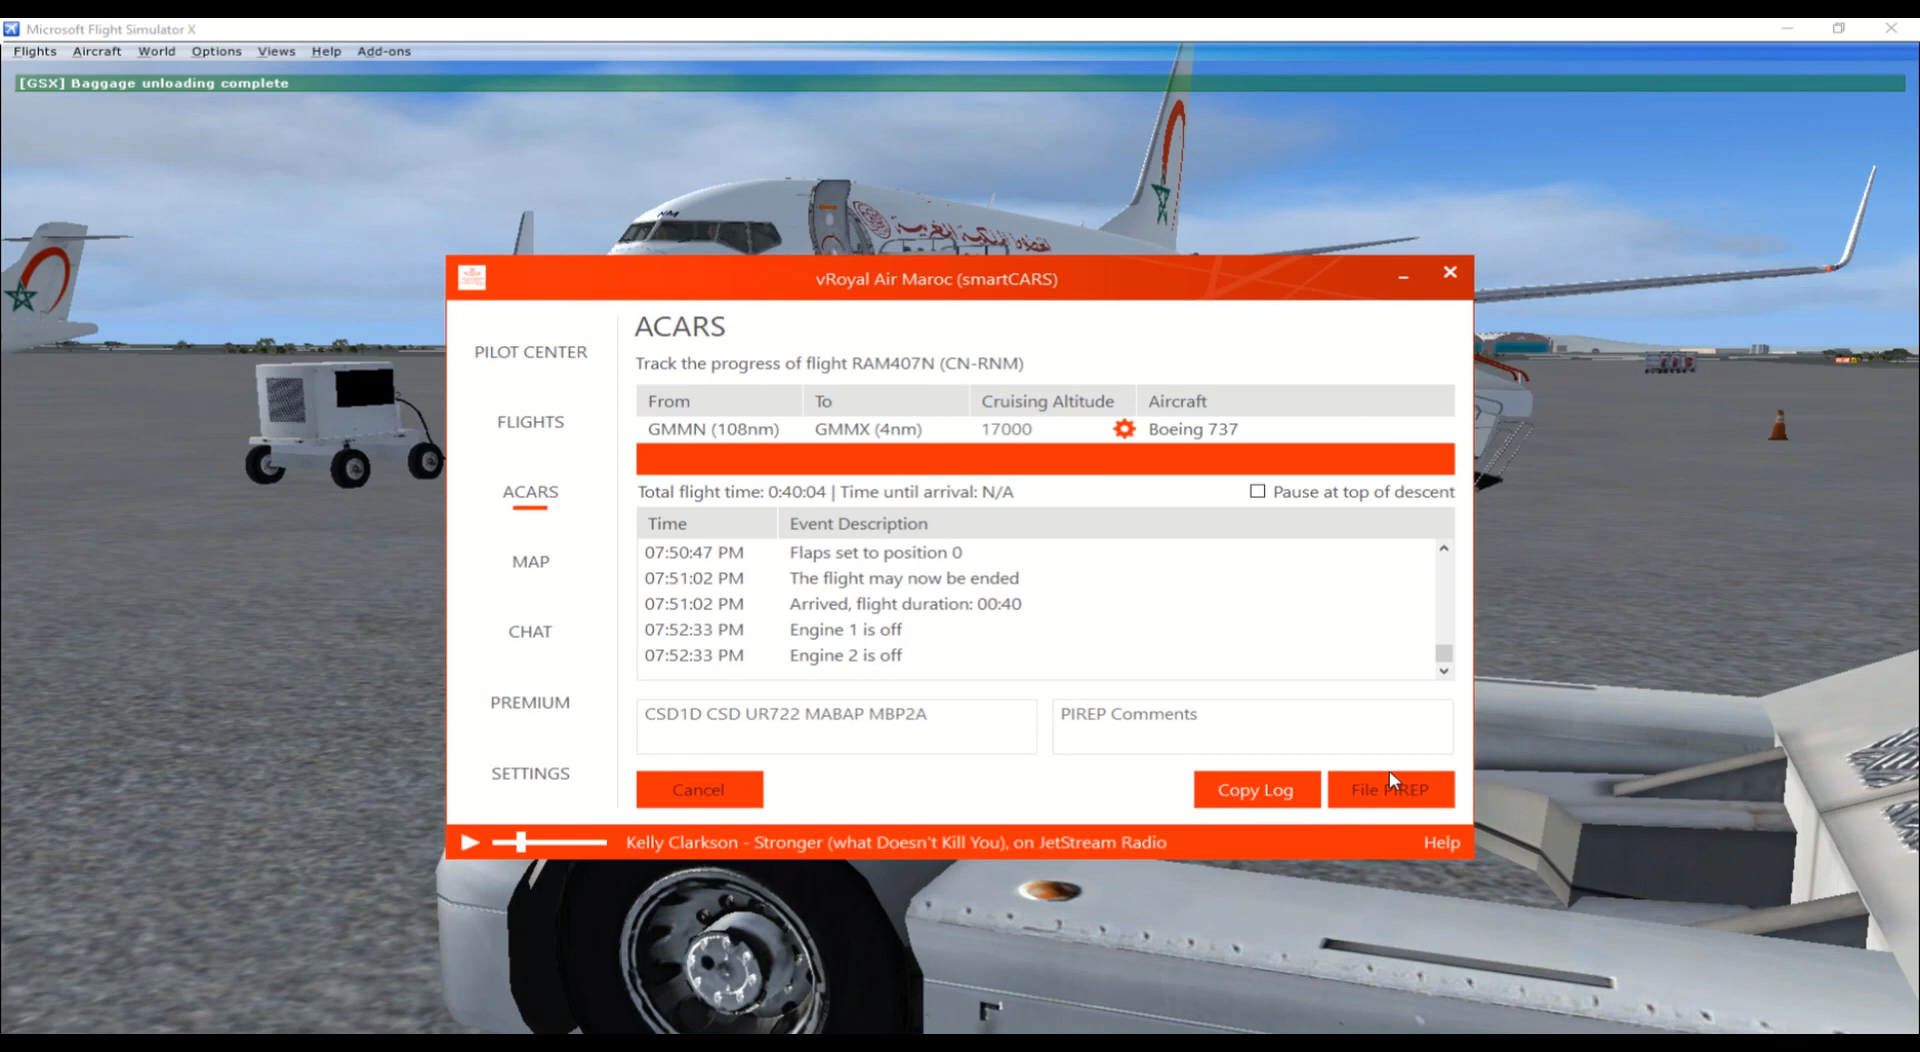 Microsoft Flight Simulator X
Flights Aircraft World Options Views Help Add-ons
[GSX] Baggage unloading complete
NM
الخطوط الملكية المغربية
vRoyal Air Maroc (smartCARS)
ACARS
PILOT CENTER
Track the progress of flight RAM407N (CN-RNM)
From To Cruising Altitude Aircraft
FLIGHTS
GMMN (108nm) GMMX (4nm) 17000 Boeing 737
ACARS
Total flight time: 0:40:04 | Time until arrival: N/A Pause at top of descent
Time Event Description
07:50:47 PM Flaps set to position 0
MAP
07:51:02 PM The flight may now be ended
07:51:02 PM Arrived, flight duration: 00:40
CHAT
07:52:33 PM Engine 1 is off
07:52:33 PM Engine 2 is off
PREMIUM
CSD1D CSD UR722 MABAP MBP2A PIREP Comments
SETTINGS
Cancel Copy Log File PIREP
Kelly Clarkson - Stronger (what Doesn't Kill You), on JetStream Radio Help